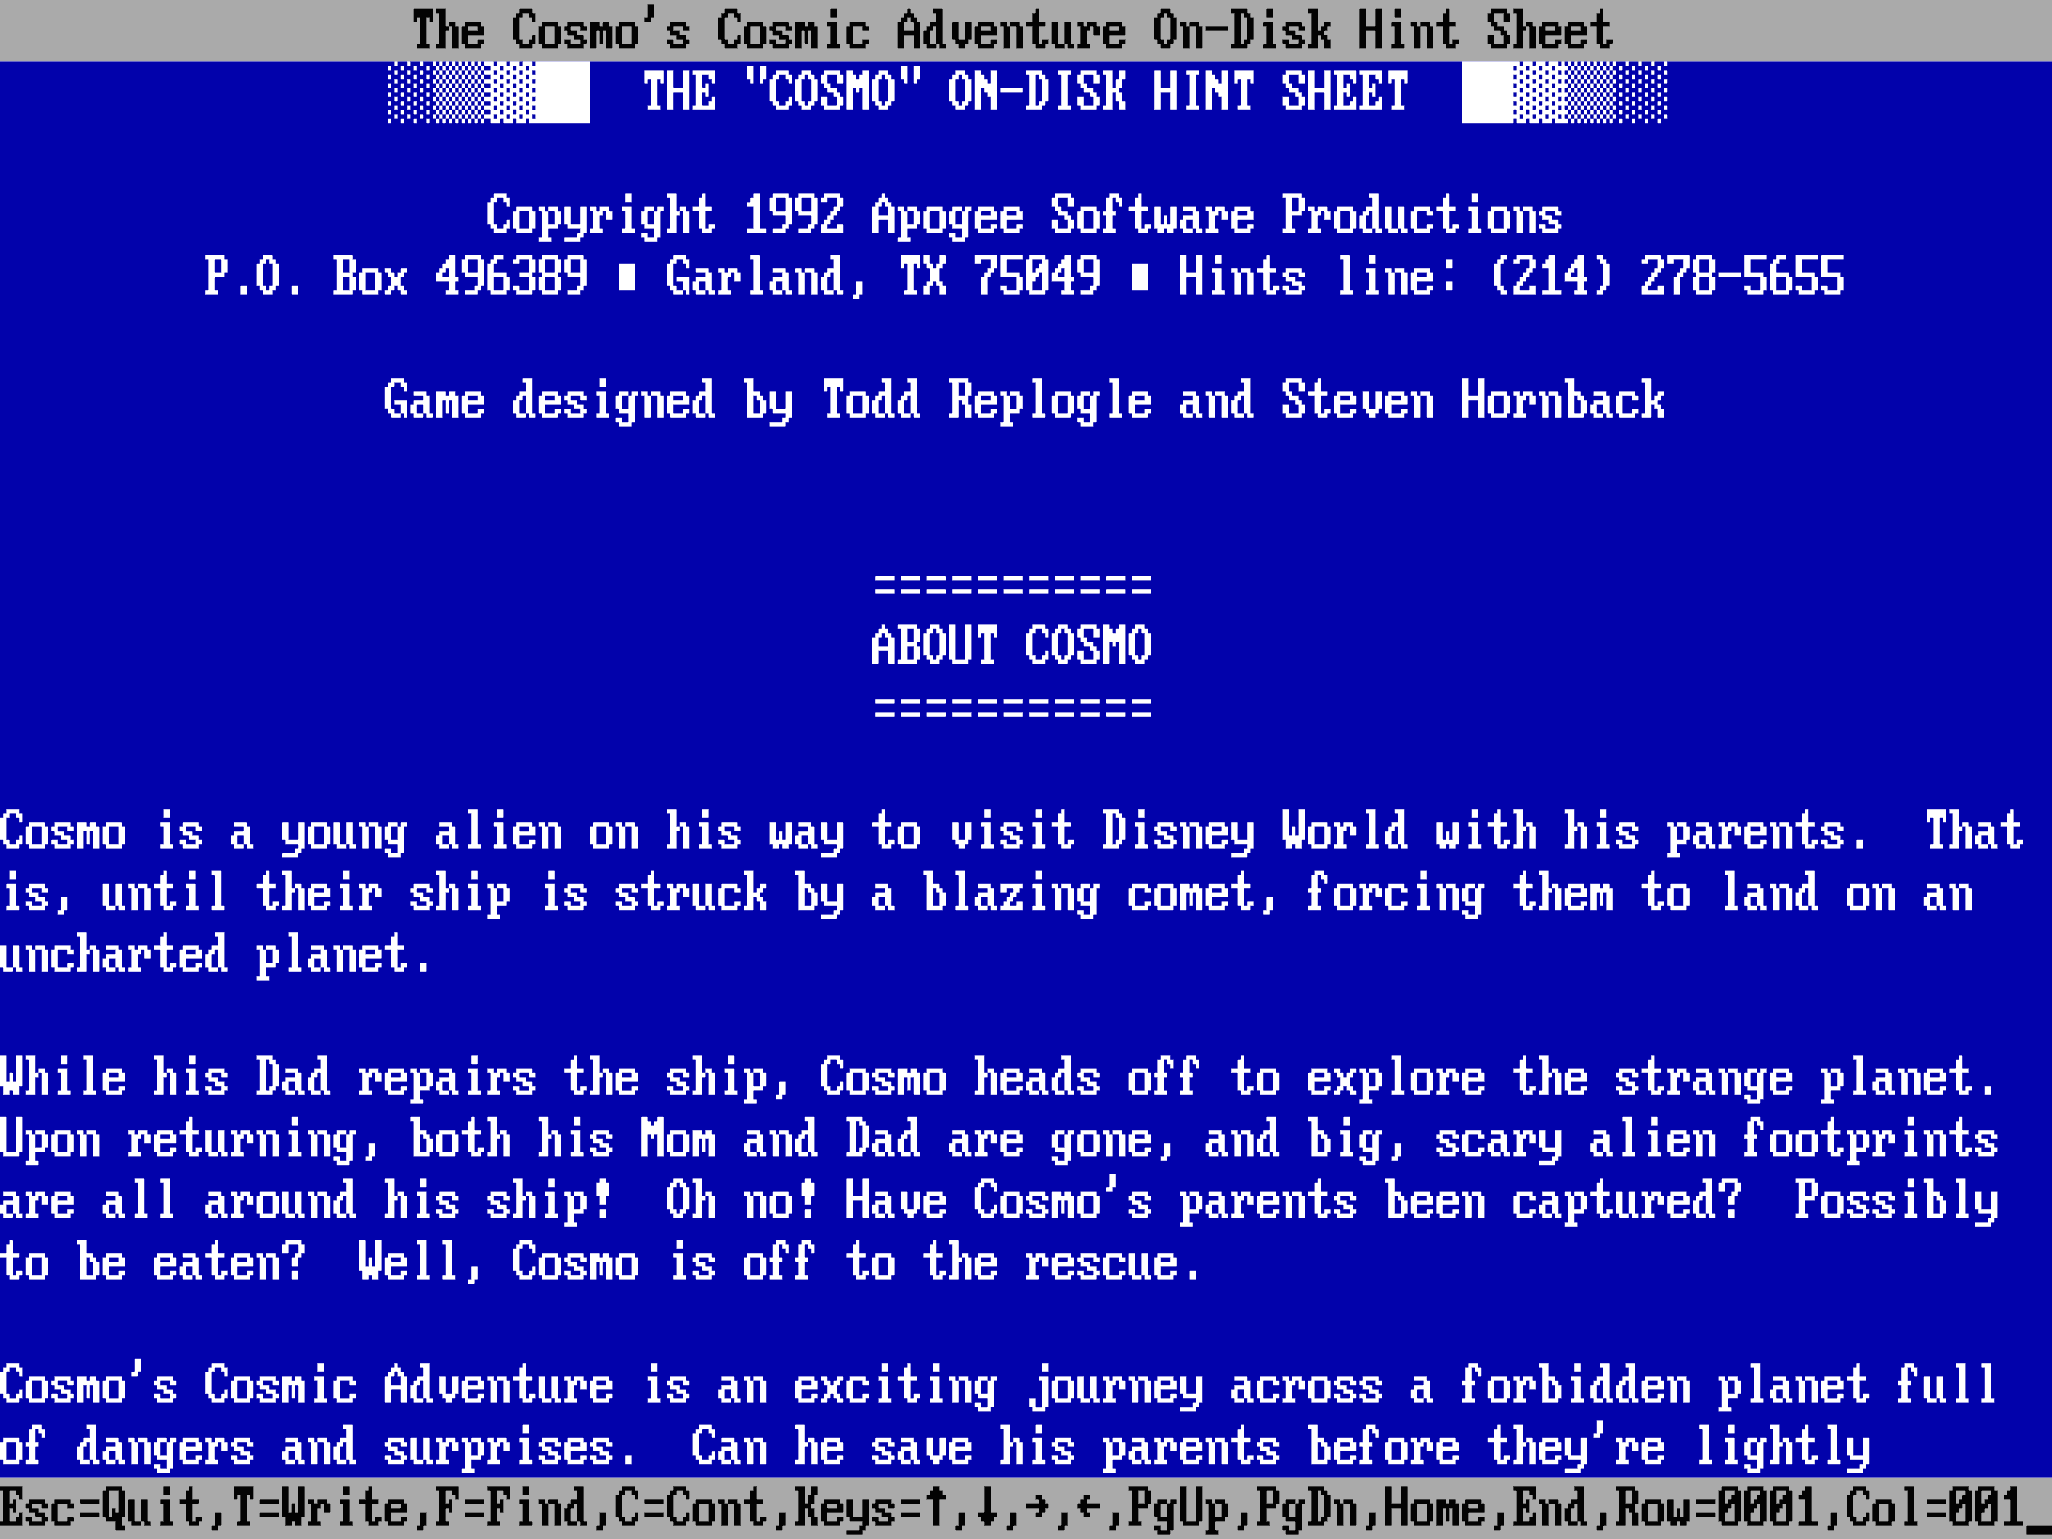 The Cosmo's Cosmic Adventure On-Disk Hint Sheet
░▒▓█ THE "COSMO" ON-DISK HINT SHEET █▓▒░
Copyright 1992 Apogee Software Productions
P.O. Box 496389 ■ Garland, TX 75049 ■ Hints line: (214) 278-5655
Game designed by Todd Replogle and Steven Hornback
===========
ABOUT COSMO
===========
Cosmo is a young alien on his way to visit Disney World with his parents.  That
is, until their ship is struck by a blazing comet, forcing them to land on an
uncharted planet.
While his Dad repairs the ship, Cosmo heads off to explore the strange planet.
Upon returning, both his Mom and Dad are gone, and big, scary alien footprints
are all around his ship!  Oh no! Have Cosmo's parents been captured?  Possibly
to be eaten?  Well, Cosmo is off to the rescue.
Cosmo's Cosmic Adventure is an exciting journey across a forbidden planet full
of dangers and surprises.  Can he save his parents before they're lightly
Esc=Quit,T=Write,F=Find,C=Cont,Keys=↑,↓,→,←,PgUp,PgDn,Home,End,Row=0001,Col=001_